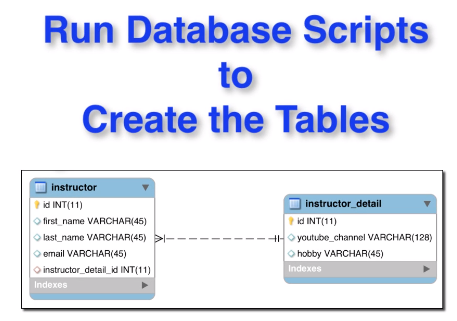 Run Database Scripts
to
Create the Tables
instructor
id INT(11)
first_name VARCHAR(45)
last_name VARCHAR(45)
email VARCHAR(45)
instructor_detail_id INT(11)
Indexes
instructor_detail
id INT(11)
youtube_channel VARCHAR(128)
hobby VARCHAR(45)
Indexes